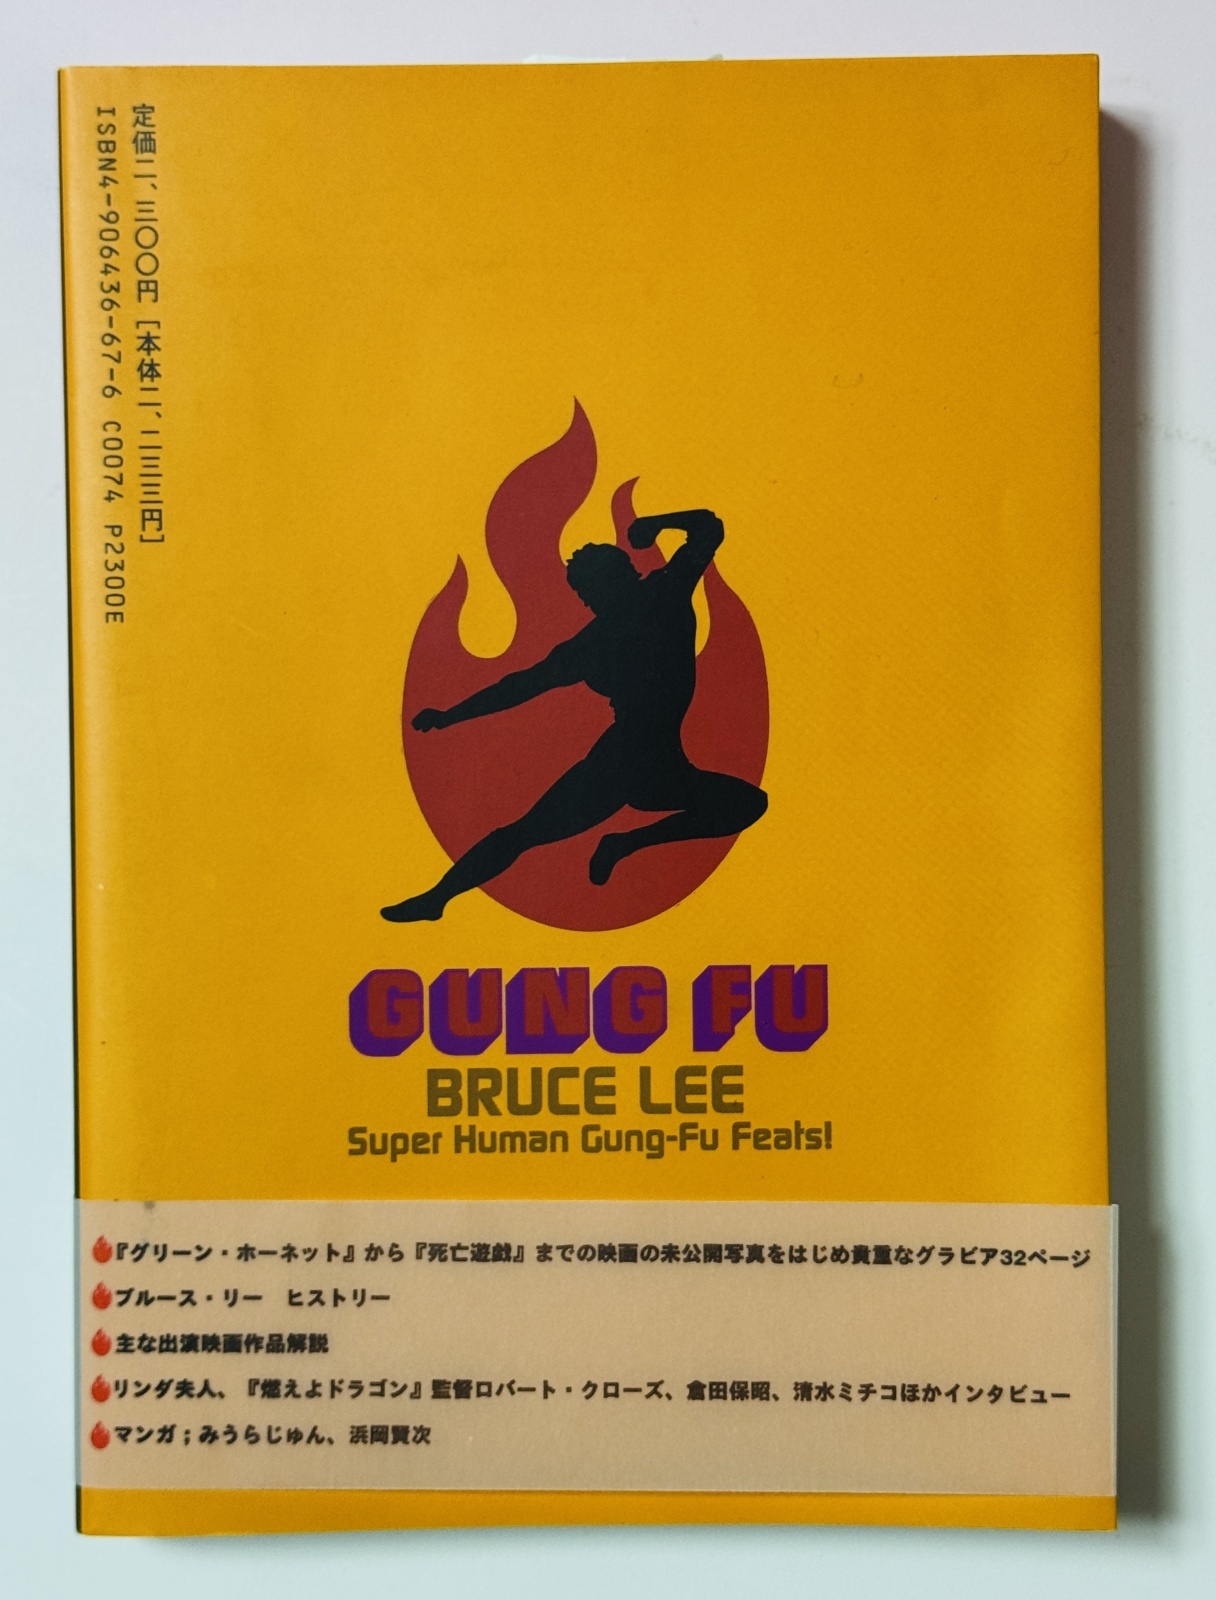 定価二、三〇〇円［本体二、二三三円］
ISBN4-906436-67-6 C0074 P2300E
GUNG FU
BRUCE LEE
Super Human Gung-Fu Feats!
『グリーン・ホーネット』から『死亡遊戯』までの映画の未公開写真をはじめ貴重なグラビア32ページ
ブルース・リー　ヒストリー
主な出演映画作品解説
リンダ夫人、『燃えよドラゴン』監督ロバート・クローズ、倉田保昭、清水ミチコほかインタビュー
マンガ；みうらじゅん、浜岡賢次